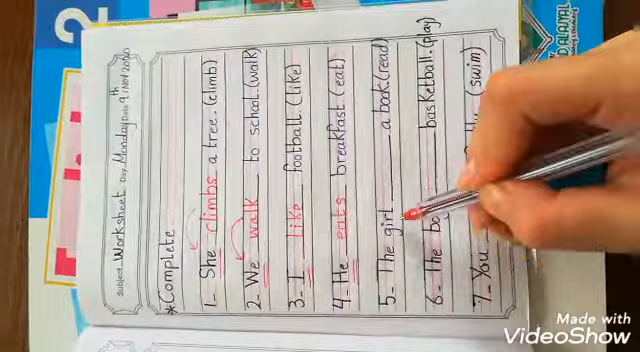 Subject: Worksheet Day: Monday Date: 9th Nov 2020
*Complete
1- She climbs a tree. (climb)
2- We walk to school. (walk)
3- I like football. (like)
4- He eats breakfast. (eat)
5- The girl a book. (read)
6- The basketball. (play)
7- You (swim)
2
Made with
VideoShow